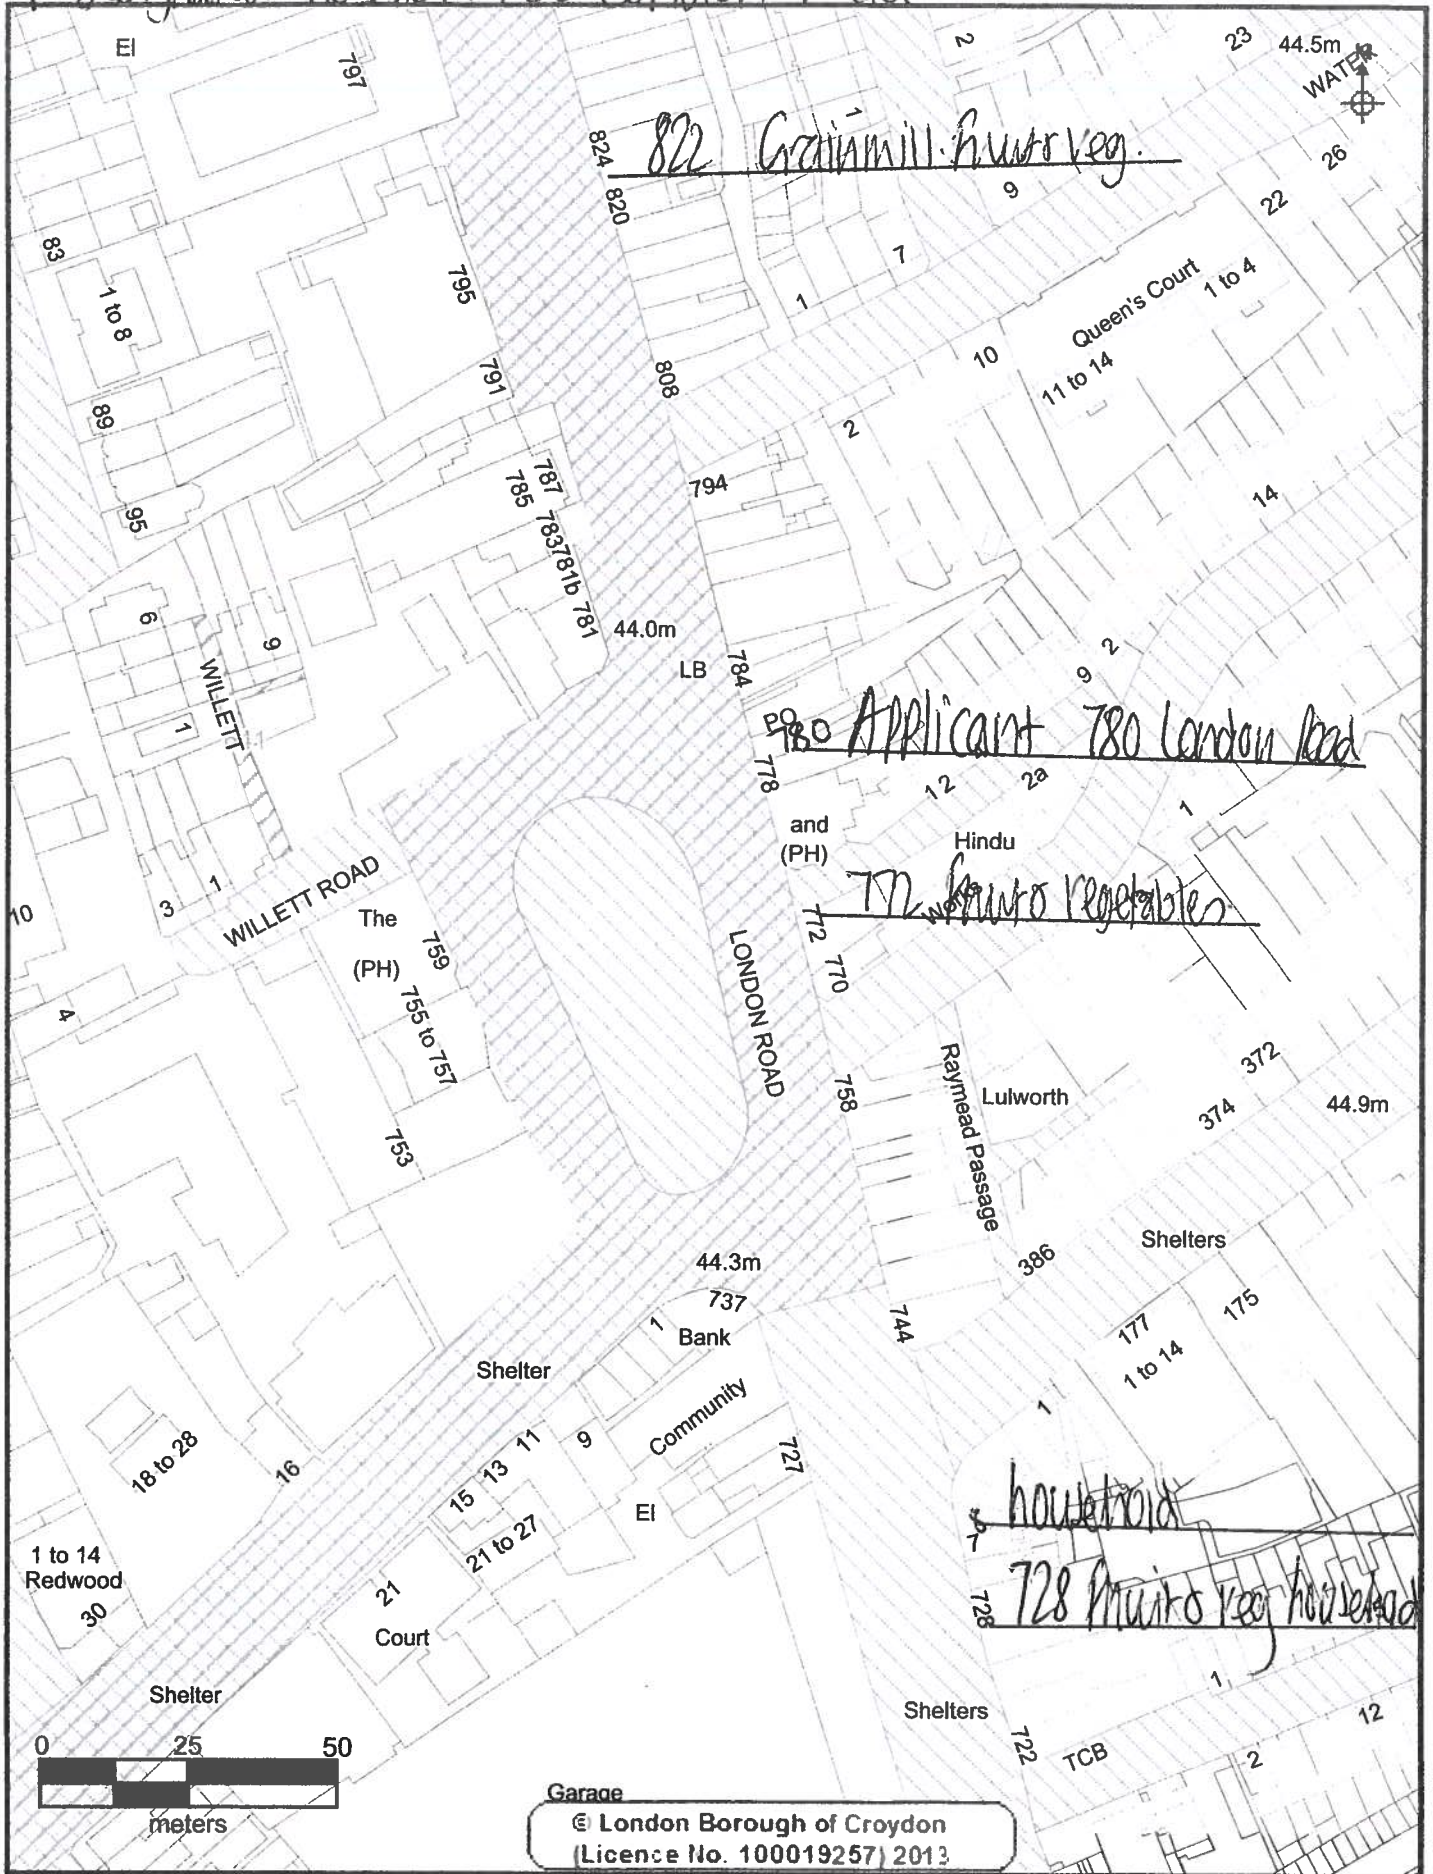 EI
797
2
23
44.5m
WATER
1
824
822 Grainmill. fruit & veg.
26
820
9
22
83
7
795
1 to 8
1
Queen's Court
1 to 4
10
791
808
11 to 14
89
2
787
785
794
14
95
783
781b
781
6
44.0m
9
LB
784
2
9
WILLETT
PO
780 Applicant 780 London Road
1
778
12
2a
1
and
(PH)
Hindu
1
3
WILLETT ROAD
772 fruit & vegetables
10
The
(PH)
759
772
770
LONDON ROAD
4
755 to 757
Raymead Passage
372
758
Lulworth
374
44.9m
753
Shelters
386
44.3m
737
175
1
744
177
Bank
1 to 14
Shelter
Community
1
11
9
18 to 28
727
16
13
15
household
EI
7
21 to 27
1 to 14
Redwood
728
728 fruit & veg household
30
21
Court
1
Shelter
Shelters
12
722
TCB
2
0 25 50
meters
Garage
© London Borough of Croydon
(Licence No. 100019257) 2013